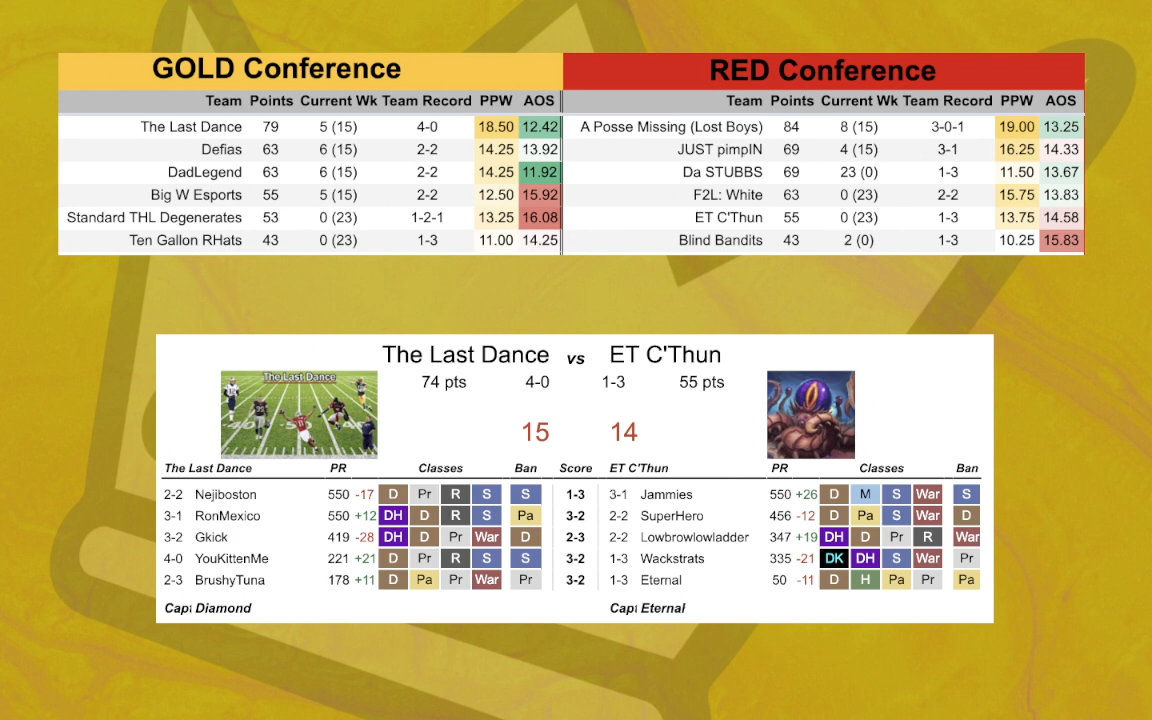 GOLD Conference
Team Points Current Wk Team Record PPW AOS
The Last Dance 79 5 (15) 4-0 18.50 12.42
Defias 63 6 (15) 2-2 14.25 13.92
DadLegend 63 6 (15) 2-2 14.25 11.92
Big W Esports 55 5 (15) 2-2 12.50 15.92
Standard THL Degenerates 53 0 (23) 1-2-1 13.25 16.08
Ten Gallon RHats 43 0 (23) 1-3 11.00 14.25
RED Conference
Team Points Current Wk Team Record PPW AOS
A Posse Missing (Lost Boys) 84 8 (15) 3-0-1 19.00 13.25
JUST pimpIN 69 4 (15) 3-1 16.25 14.33
Da STUBBS 69 23 (0) 1-3 11.50 13.67
F2L: White 63 0 (23) 2-2 15.75 13.83
ET C'Thun 55 0 (23) 1-3 13.75 14.58
Blind Bandits 43 2 (0) 1-3 10.25 15.83
The Last Dance vs ET C'Thun
74 pts 4-0 1-3 55 pts
The Last Dance
15 14
The Last Dance PR Classes Ban Score ET C'Thun PR Classes Ban
2-2 Nejiboston 550 -17 D Pr R S S 1-3 3-1 Jammies 550 +26 D M S War S
3-1 RonMexico 550 +12 DH D R S Pa 3-2 2-2 SuperHero 456 -12 D Pa S War D
3-2 Gkick 419 -28 DH D Pr War D 2-3 2-2 Lowbrowlowladder 347 +19 DH D Pr R War
4-0 YouKittenMe 221 +21 D Pr R S S 3-2 1-3 Wackstrats 335 -21 DK DH S War Pr
2-3 BrushyTuna 178 +11 D Pa Pr War Pr 3-2 1-3 Eternal 50 -11 D H Pa Pr Pa
Capt Diamond Capt Eternal